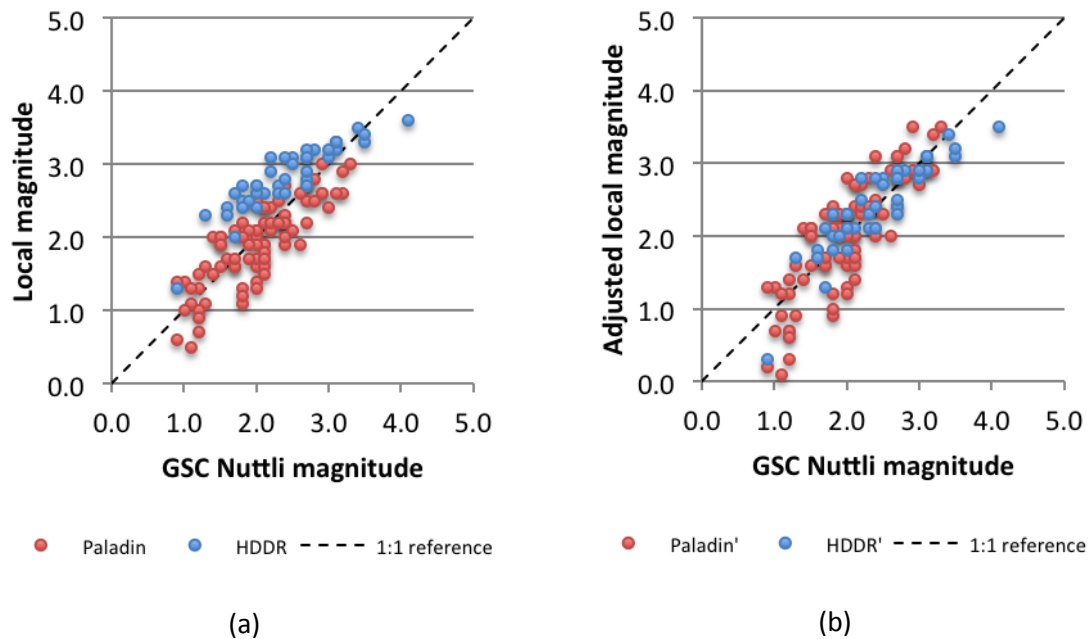 5.0
4.0
3.0
2.0
1.0
0.0
Local magnitude
0.0 1.0 2.0 3.0 4.0 5.0
GSC Nuttli magnitude
Paladin HDDR 1:1 reference
(a)
5.0
4.0
3.0
2.0
1.0
0.0
Adjusted local magnitude
0.0 1.0 2.0 3.0 4.0 5.0
GSC Nuttli magnitude
Paladin' HDDR' 1:1 reference
(b)